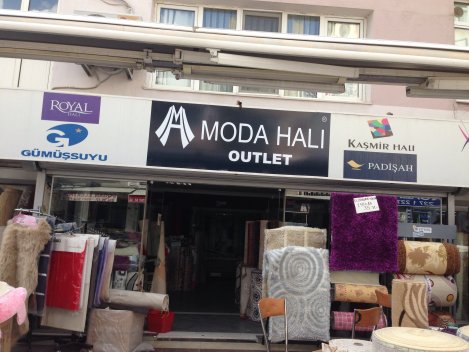 ROYAL
HALI
GÜMÜŞSUYU
MODA HALI
OUTLET
KAŞMİR HALI
PADİŞAH